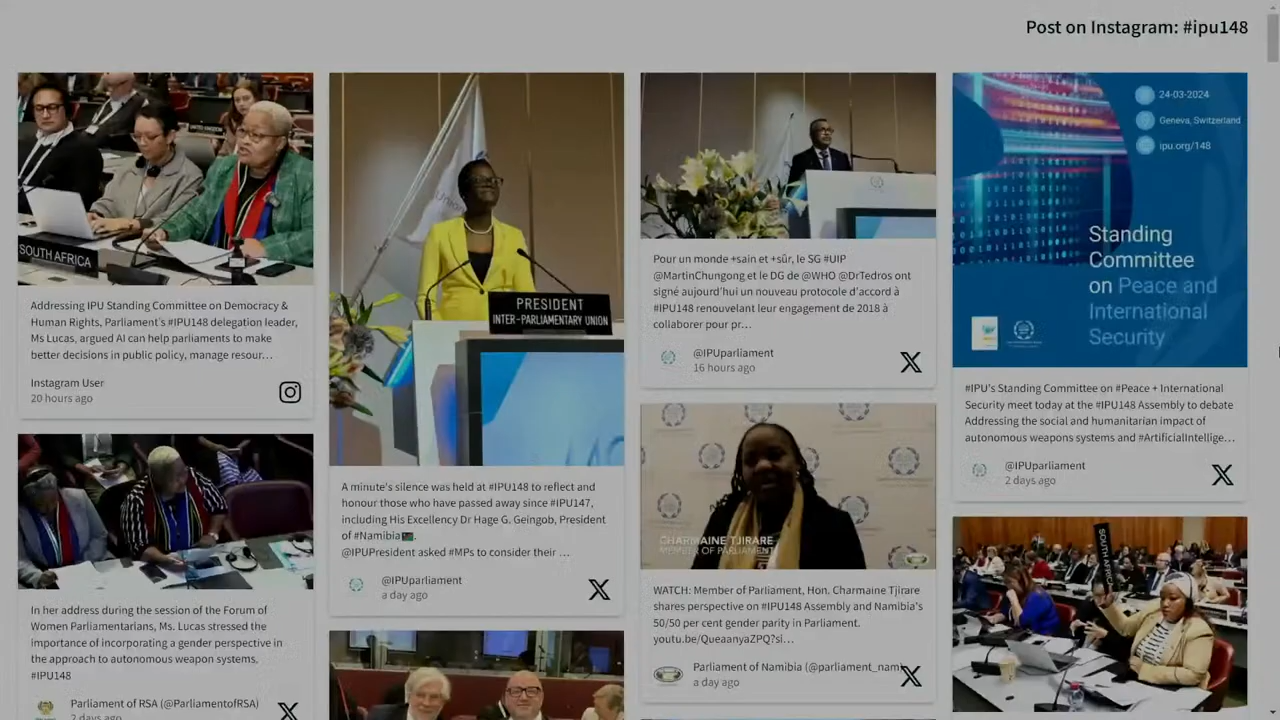 Post on Instagram: #ipu148
UNITED KINGDOM
SOUTH AFRICA
Addressing IPU Standing Committee on Democracy &
Human Rights, Parliament's #IPU148 delegation leader,
Ms Lucas, argued AI can help parliaments to make
better decisions in public policy, manage resour...
Instagram User
20 hours ago
In her address during the session of the Forum of
Women Parliamentarians, Ms. Lucas stressed the
importance of incorporating a gender perspective in
the approach to autonomous weapon systems.
#IPU148
Parliament of RSA (@ParliamentofRSA)
2 days ago
PRESIDENT
INTER-PARLIAMENTARY UNION
A minute's silence was held at #IPU148 to reflect and
honour those who have passed away since #IPU147,
including His Excellency Dr Hage G. Geingob, President
of #Namibia🇳🇦.
@IPUPresident asked #MPs to consider their ...
@IPUparliament
a day ago
Pour un monde +sain et +sûr, le SG #UIP
@MartinChungong et le DG de @WHO @DrTedros ont
signé aujourd'hui un nouveau protocole d'accord à
#IPU148 renouvelant leur engagement de 2018 à
collaborer pour pr...
@IPUparliament
16 hours ago
CHARMAINE TJIRARE
MEMBER OF PARLIAMENT
WATCH: Member of Parliament, Hon. Charmaine Tjirare
shares perspective on #IPU148 Assembly and Namibia's
50/50 per cent gender parity in Parliament.
youtu.be/QueaanyaZPQ?si...
Parliament of Namibia (@parliament_nam)
a day ago
24-03-2024
Geneva, Switzerland
ipu.org/148
Standing
Committee
on Peace and
International
Security
#IPU's Standing Committee on #Peace + International
Security meet today at the #IPU148 Assembly to debate
Addressing the social and humanitarian impact of
autonomous weapons systems and #ArtificialIntellige...
@IPUparliament
2 days ago
SOUTH AFRICA